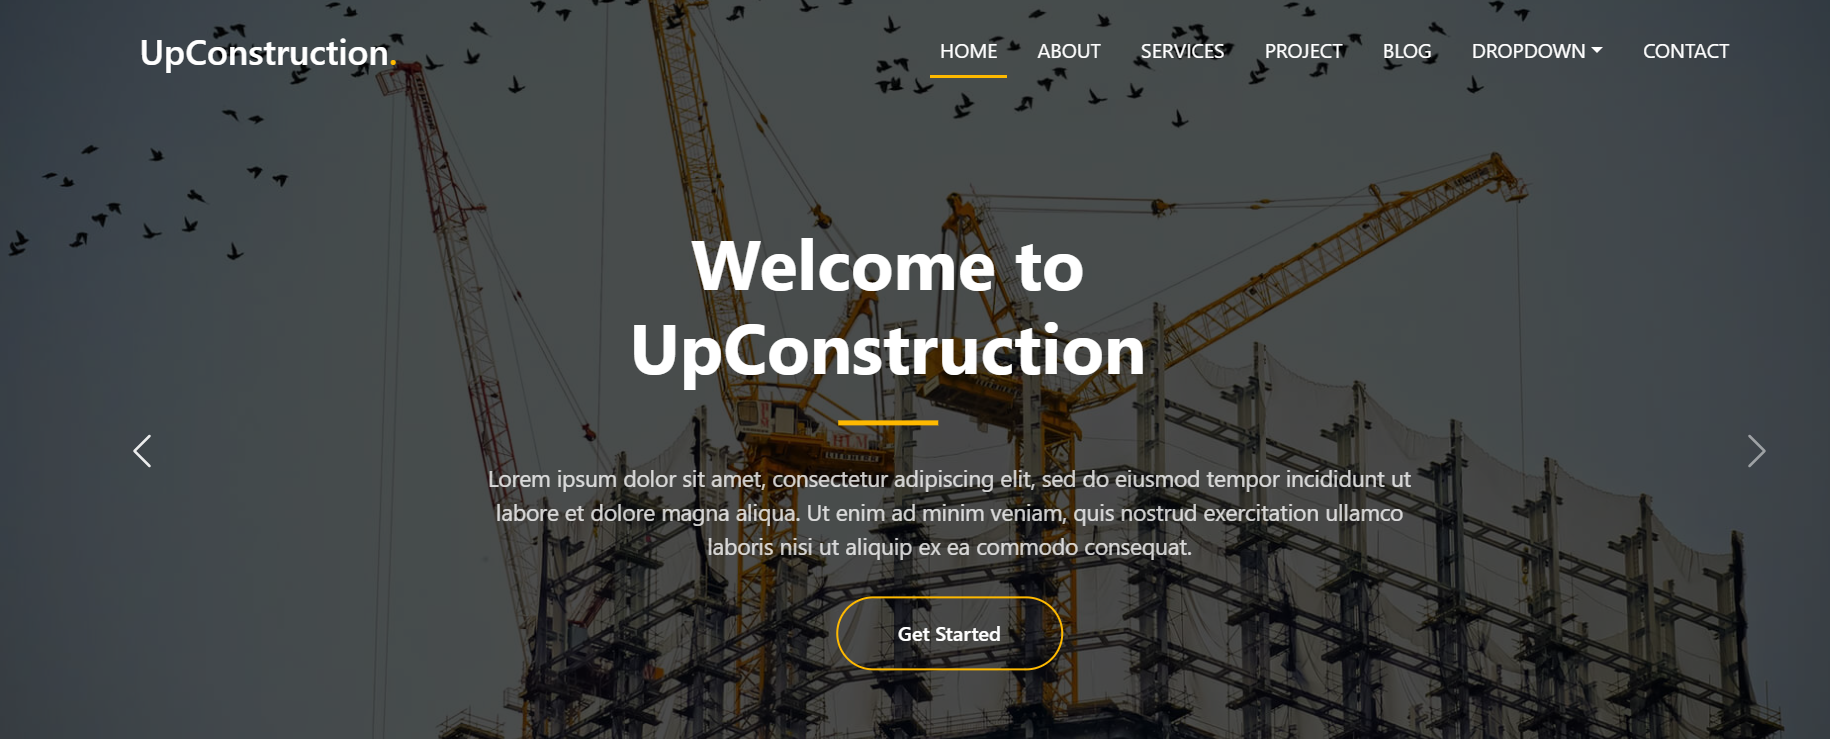 UpConstruction.
HOME ABOUT SERVICES PROJECT BLOG DROPDOWN CONTACT
Welcome to
UpConstruction
Lorem ipsum dolor sit amet, consectetur adipiscing elit, sed do eiusmod tempor incididunt ut
labore et dolore magna aliqua. Ut enim ad minim veniam, quis nostrud exercitation ullamco
laboris nisi ut aliquip ex ea commodo consequat.
Get Started